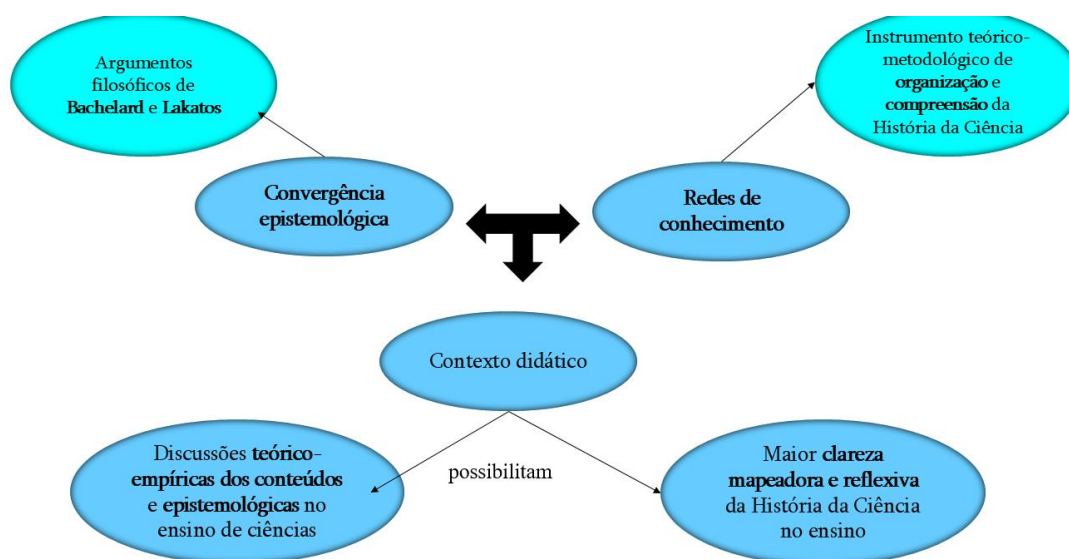 Argumentos
filosóficos de
Bachelard e Lakatos
Instrumento teórico-
metodológico de
organização e
compreensão da
História da Ciência
Convergência
epistemológica
Redes de
conhecimento
Contexto didático
Discussões teórico-
empíricas dos conteúdos
e epistemológicas no
ensino de ciências
possibilitam
Maior clareza
mapeadora e reflexiva
da História da Ciência
no ensino